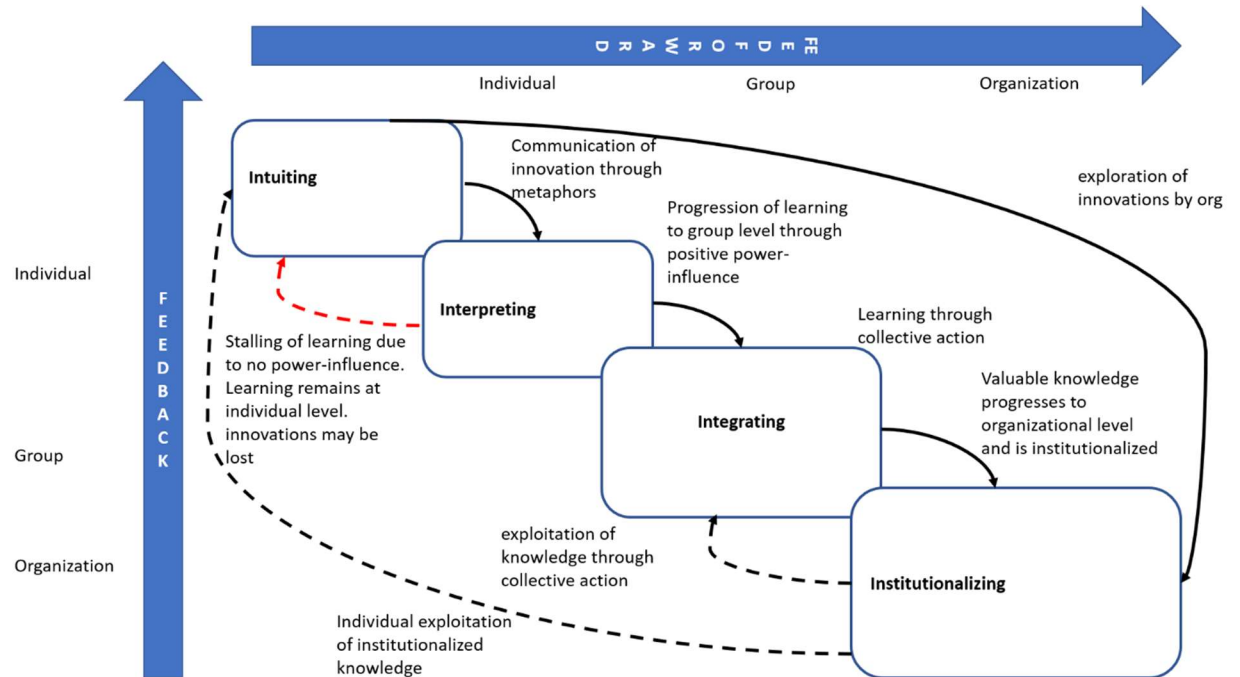 FEEDFORWARD
Individual
Group
Organization
Communication of
innovation through
metaphors
exploration of
innovations by org
Intuiting
Progression of learning
to group level through
positive power-
influence
Individual
FEEDBACK
Interpreting
Learning through
collective action
Stalling of learning due
to no power-influence.
Learning remains at
individual level.
innovations may be
lost
Valuable knowledge
progresses to
organizational level
and is institutionalized
Integrating
Group
exploitation of
knowledge through
collective action
Organization
Institutionalizing
Individual exploitation
of institutionalized
knowledge